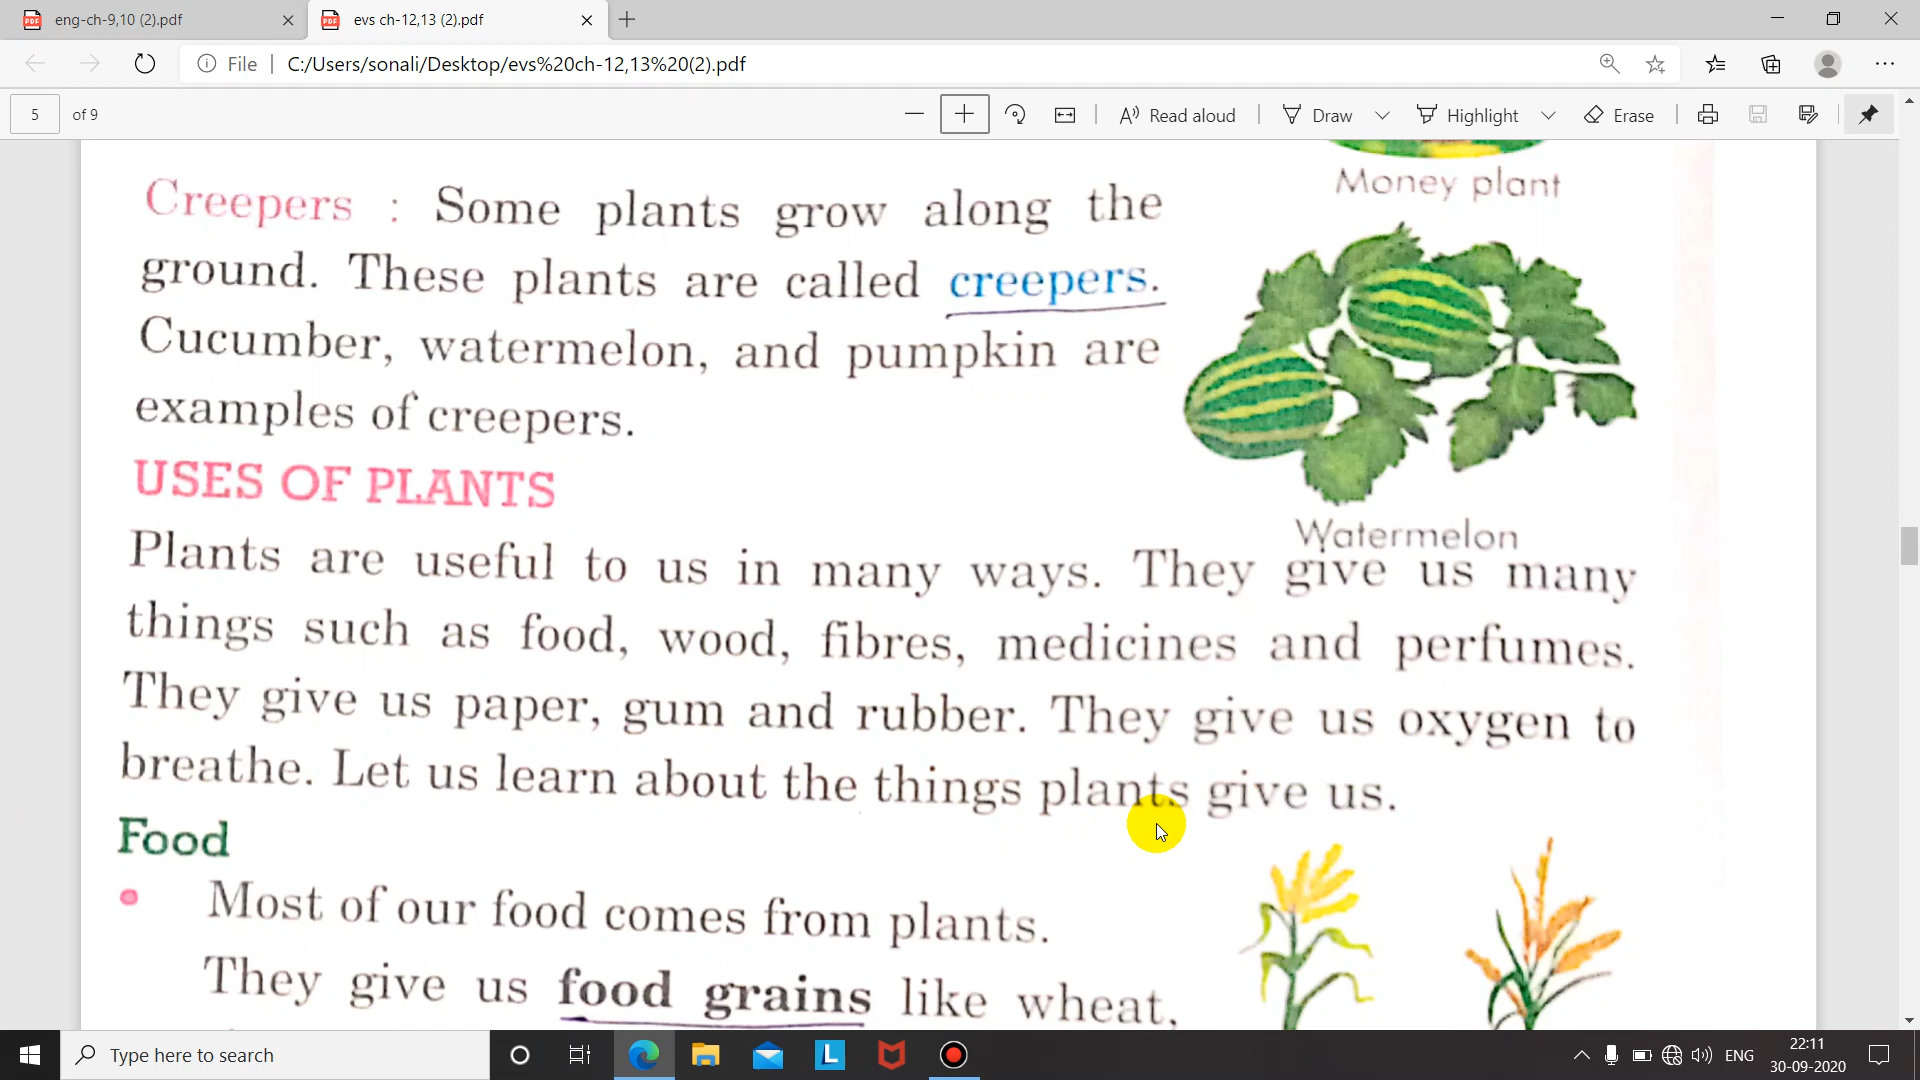 eng-ch-9,10 (2).pdf
evs ch-12,13 (2).pdf
File
C:/Users/sonali/Desktop/evs%20ch-12,13%20(2).pdf
5 of 9
Read aloud
Draw
Highlight
Erase
Money plant
Creepers : Some plants grow along the
ground. These plants are called creepers.
Cucumber, watermelon, and pumpkin are
examples of creepers.
Watermelon
USES OF PLANTS
Plants are useful to us in many ways. They give us many
things such as food, wood, fibres, medicines and perfumes.
They give us paper, gum and rubber. They give us oxygen to
breathe. Let us learn about the things plants give us.
Food
Most of our food comes from plants.
They give us food grains like wheat,
Type here to search
L
ENG
22:11
30-09-2020